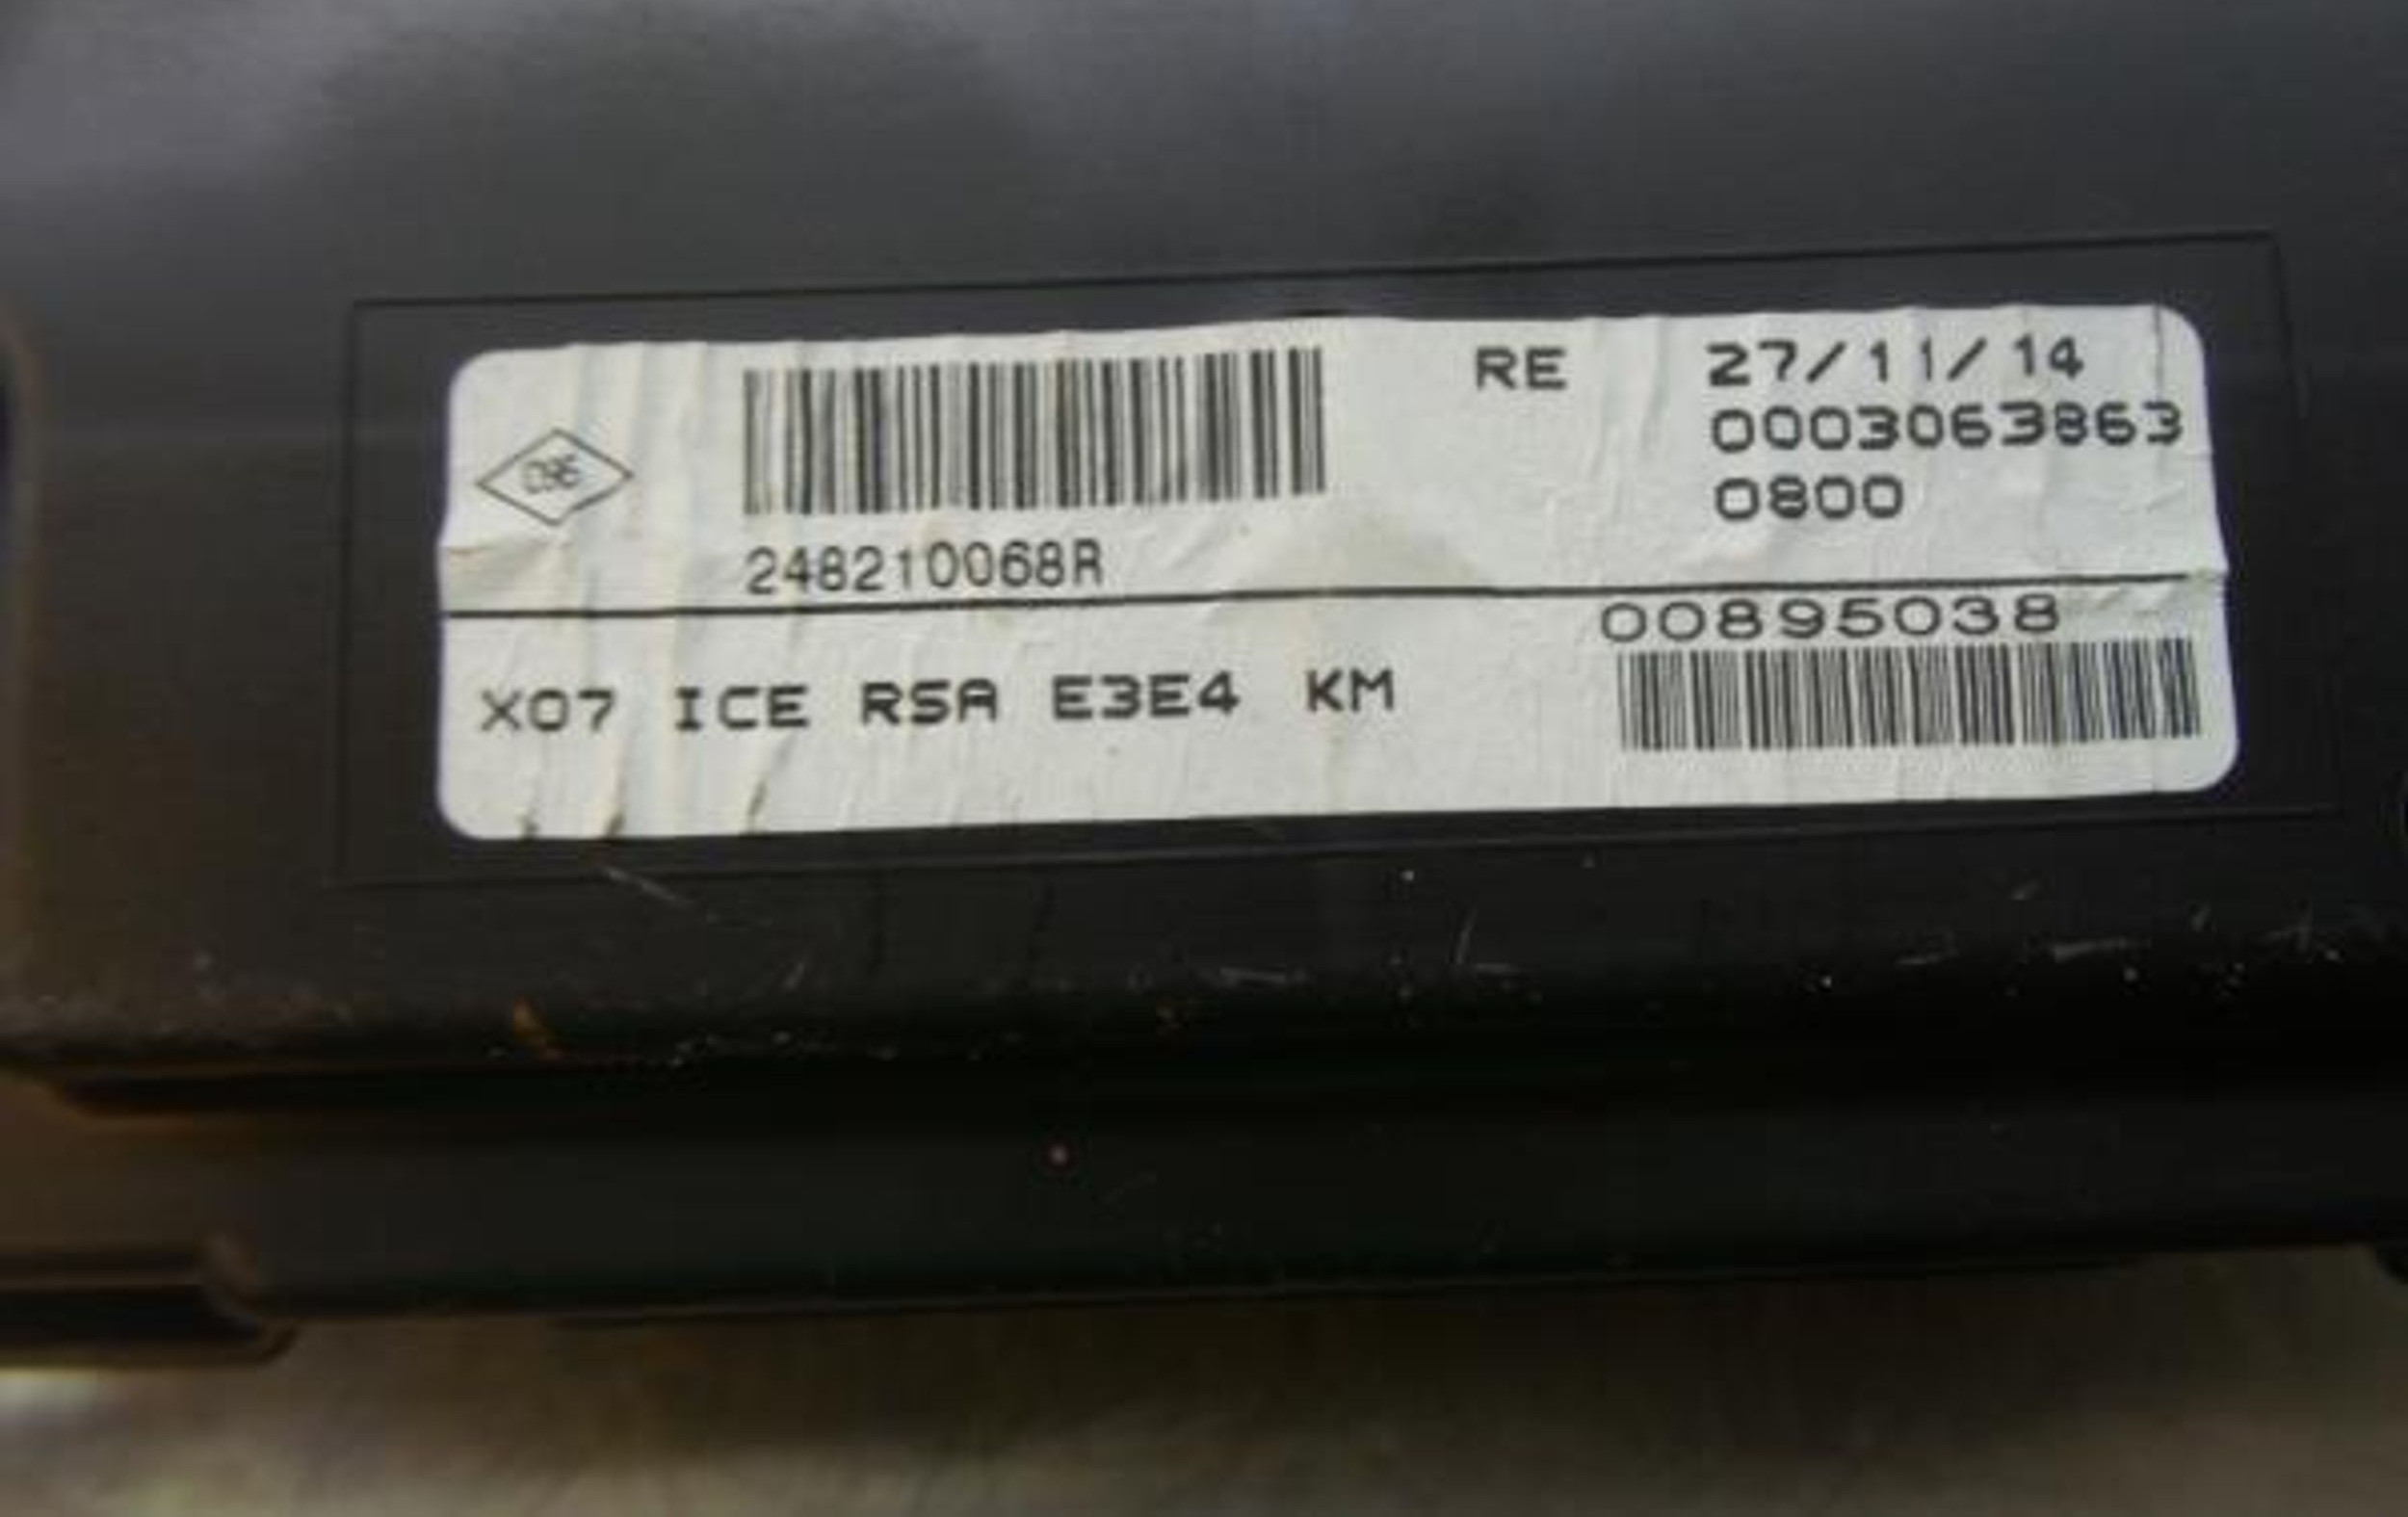 RE 27/11/14
0003063863
0800
248210068R
00895038
X07 ICE RSA E3E4 KM